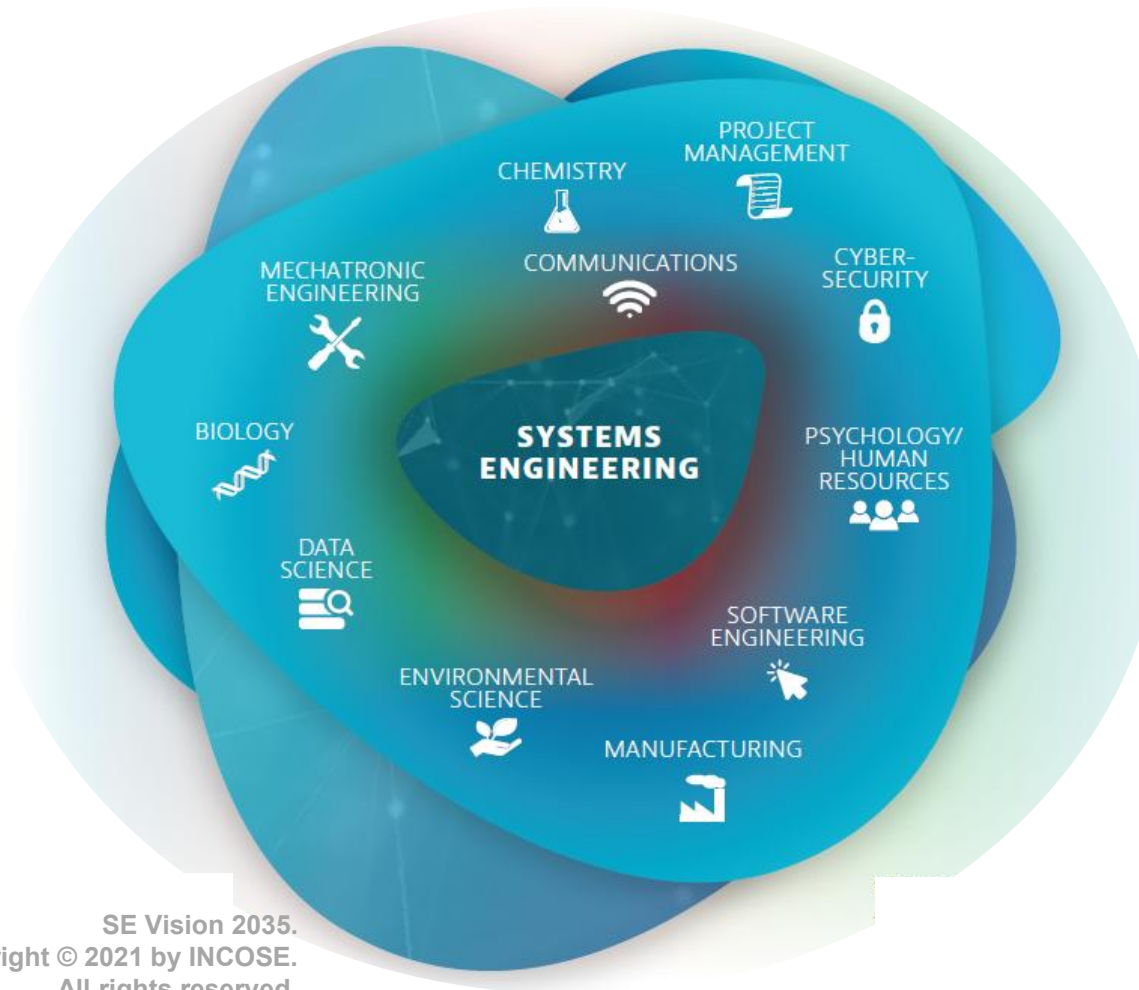 PROJECT
MANAGEMENT
CHEMISTRY
COMMUNICATIONS
CYBER-
SECURITY
MECHATRONIC
ENGINEERING
SYSTEMS
ENGINEERING
BIOLOGY
PSYCHOLOGY/
HUMAN
RESOURCES
DATA
SCIENCE
SOFTWARE
ENGINEERING
ENVIRONMENTAL
SCIENCE
MANUFACTURING
SE Vision 2035.
right © 2021 by INCOSE.
All rights reserved.